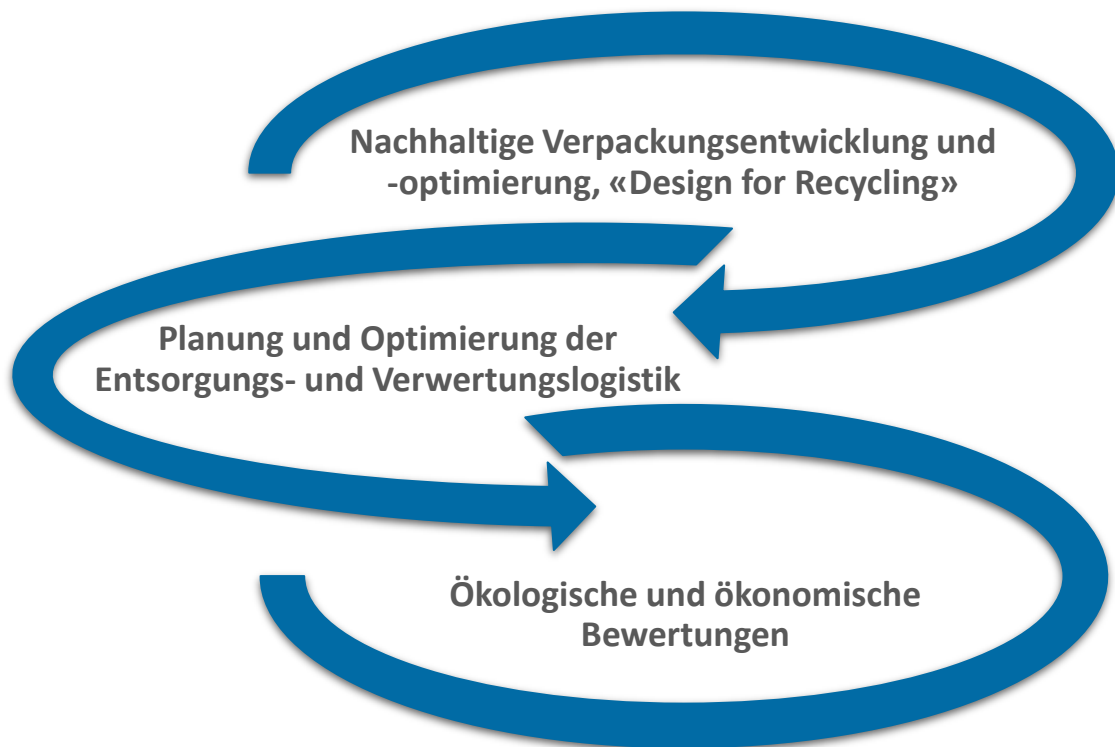 Nachhaltige Verpackungsentwicklung und
-optimierung, «Design for Recycling»
Planung und Optimierung der
Entsorgungs- und Verwertungslogistik
Ökologische und ökonomische
Bewertungen